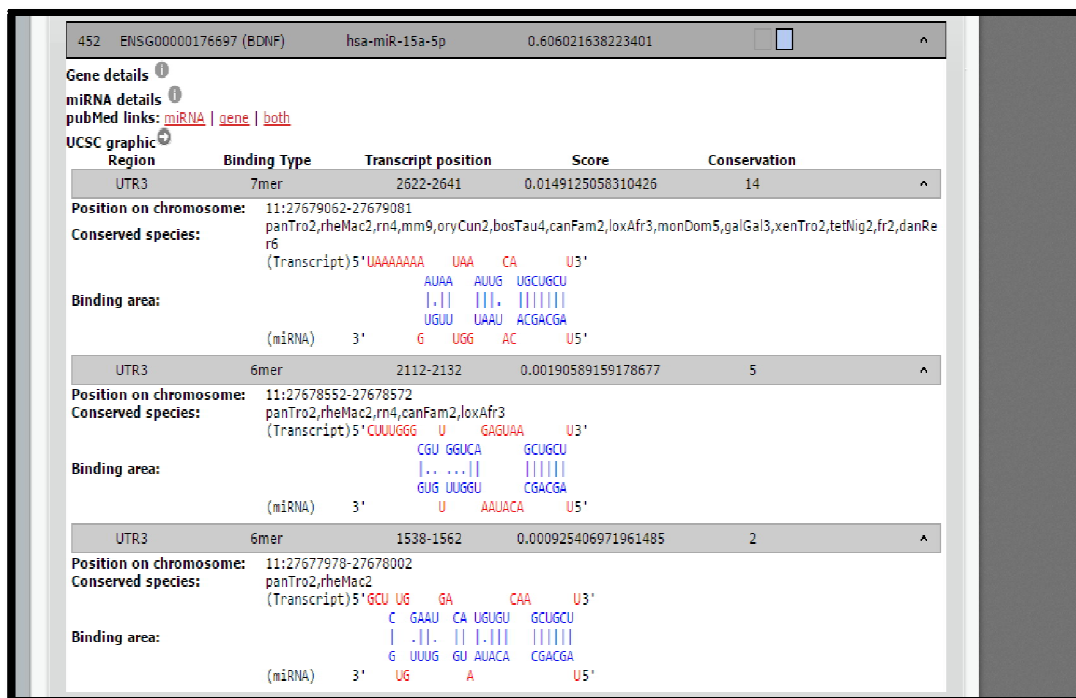 452 ENSG00000176697 (BDNF) hsa-miR-15a-5p 0.606021638223401 ^
Gene details i
miRNA details i
pubMed links: miRNA | gene | both
UCSC graphic
Region Binding Type Transcript position Score Conservation
UTR3 7mer 2622-2641 0.0149125058310426 14 ^
Position on chromosome: 11:27679062-27679081
Conserved species: panTro2,rheMac2,rn4,mm9,oryCun2,bosTau4,canFam2,loxAfr3,monDom5,galGal3,xenTro2,tetNig2,fr2,danRe
r6
(Transcript)5'UAAAAAAA UAA CA U3'
AUAA AUUG UGCUGCU
Binding area: |.|| |||. |||||||
UGUU UAAU ACGACGA
(miRNA) 3' G UGG AC U5'
UTR3 6mer 2112-2132 0.00190589159178677 5 ^
Position on chromosome: 11:27678552-27678572
Conserved species: panTro2,rheMac2,rn4,canFam2,loxAfr3
(Transcript)5'CUUUGGG U GAGUAA U3'
CGU GGUCA GCUGCU
Binding area: |.. ...|| ||||||
GUG UUGGU CGACGA
(miRNA) 3' U AAUACA U5'
UTR3 6mer 1538-1562 0.000925406971961485 2 ^
Position on chromosome: 11:27677978-27678002
Conserved species: panTro2,rheMac2
(Transcript)5'GCU UG GA CAA U3'
C GAAU CA UGUGU GCUGCU
Binding area: | .||. || |.||| ||||||
G UUUG GU AUACA CGACGA
(miRNA) 3' UG A U5'